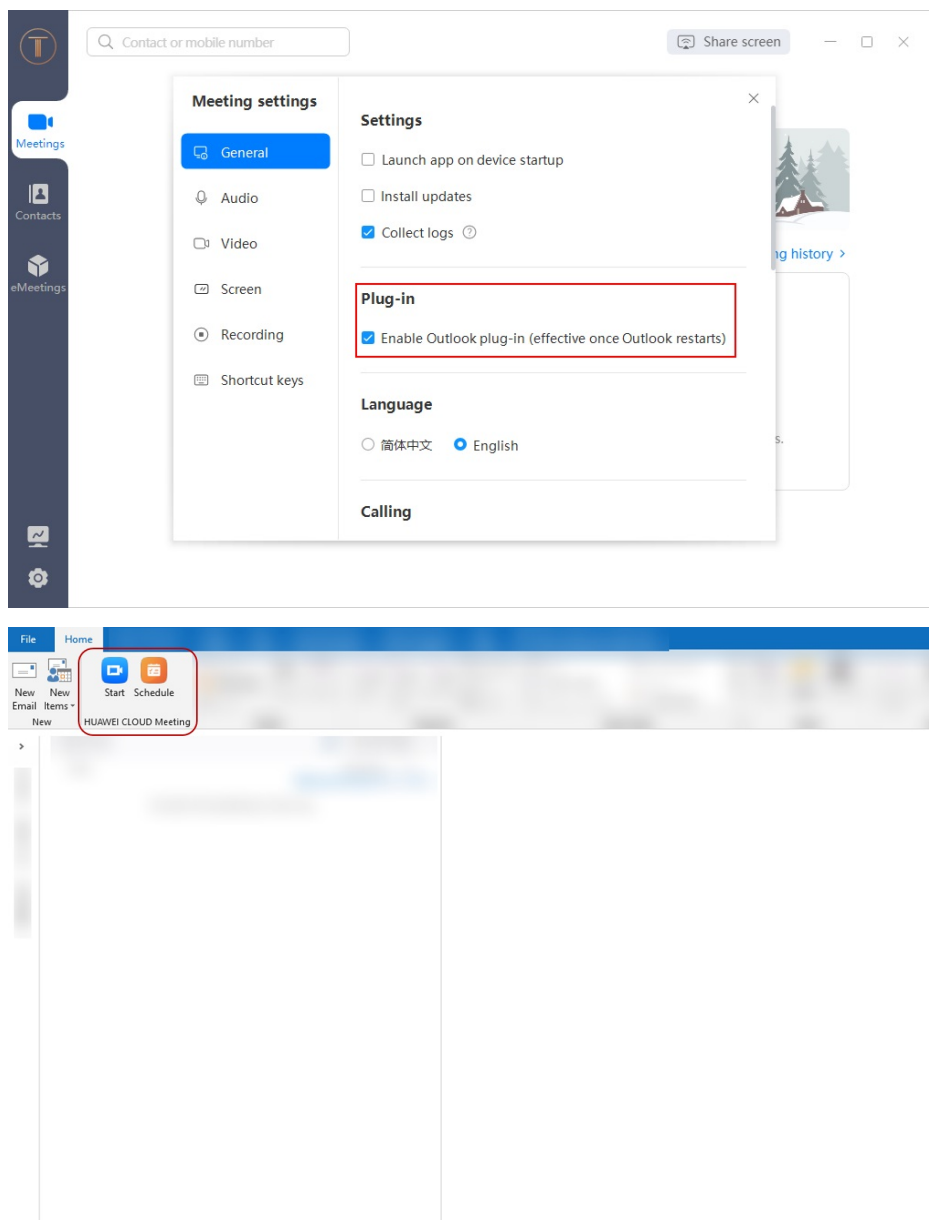 T
Contact or mobile number
Share screen
Meetings
Contacts
eMeetings
Meeting settings
General
Audio
Video
Screen
Recording
Shortcut keys
Settings
Launch app on device startup
Install updates
Collect logs
Plug-in
Enable Outlook plug-in (effective once Outlook restarts)
Language
简体中文 English
Calling
history >
s.
File Home
New Email
New Items
New
Start Schedule
HUAWEI CLOUD Meeting